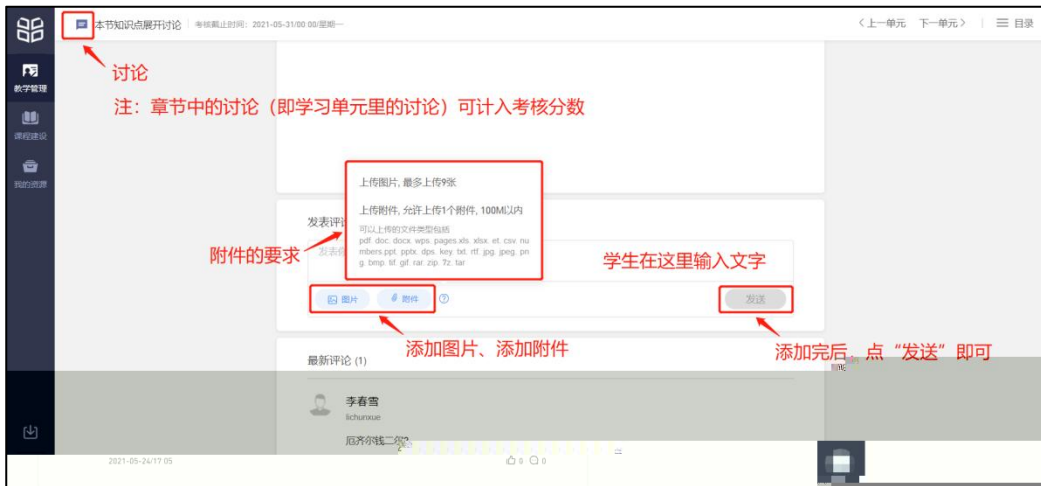 本节知识点展开讨论 考核截止时间：2021-05-31/00:00/星期一
〈上一单元 下一单元〉 目录
教学管理
课程建设
我的资源
讨论
注：章节中的讨论（即学习单元里的讨论）可计入考核分数
上传图片, 最多上传9张
上传附件, 允许上传1个附件, 100M以内
可以上传的文件类型包括
pdf doc. docx. wps. pages.xls. xlsx. et. csv. nu
mbers.ppt. pptx. dps. key. txt. rtf. jpg. jpeg. pn
g. bmp. tif. gif. rar. zip. 7z. tar
发表评
附件的要求
学生在这里输入文字
图片 附件
发送
添加图片、添加附件
添加完后，点“发送”即可
最新评论 (1)
李春雪
lichunxue
2021-05-24/17:05
0 0